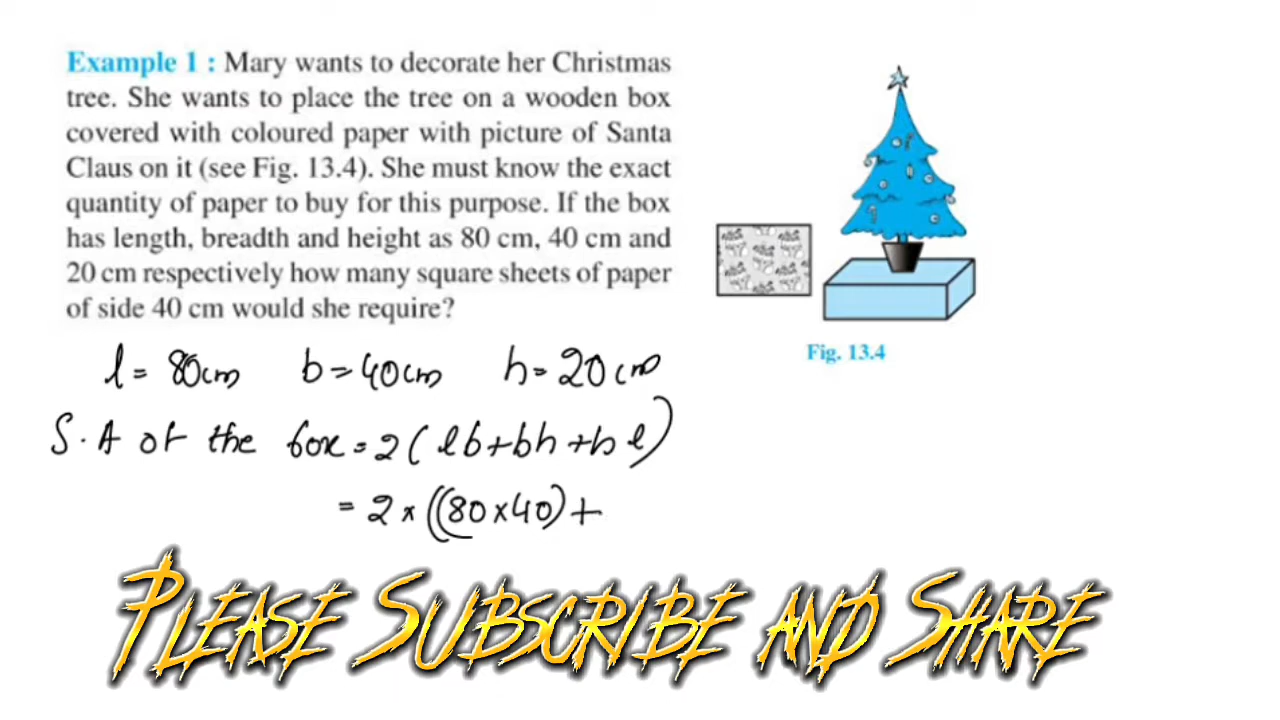 Example 1 : Mary wants to decorate her Christmas
tree. She wants to place the tree on a wooden box
covered with coloured paper with picture of Santa
Claus on it (see Fig. 13.4). She must know the exact
quantity of paper to buy for this purpose. If the box
has length, breadth and height as 80 cm, 40 cm and
20 cm respectively how many square sheets of paper
of side 40 cm would she require?
Fig. 13.4
l = 80cm b = 40cm h = 20cm
S.A of the box = 2(lb+bh+hl)
= 2×((80×40)+
PLEASE SUBSCRIBE AND SHARE